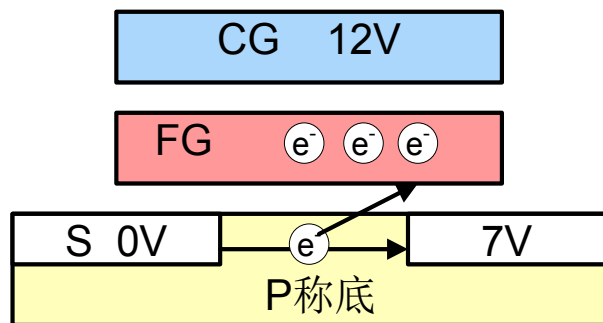 CG 12V
FG e⁻ e⁻ e⁻
S 0V e⁻ 7V
P称底